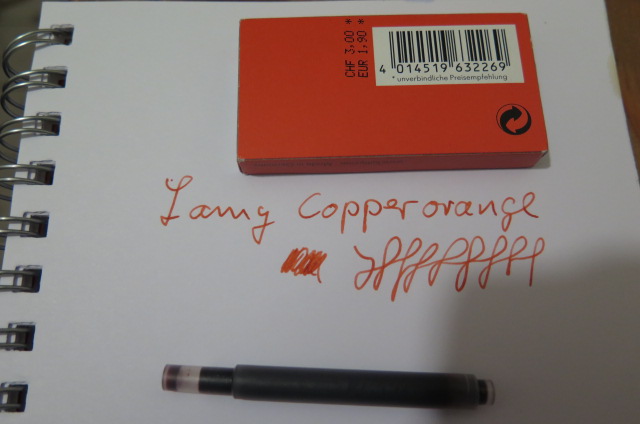 CHF 3,00 *
EUR 1,90 *
4 014519 632269
* unverbindliche Preisempfehlung
Lamy Copperorange